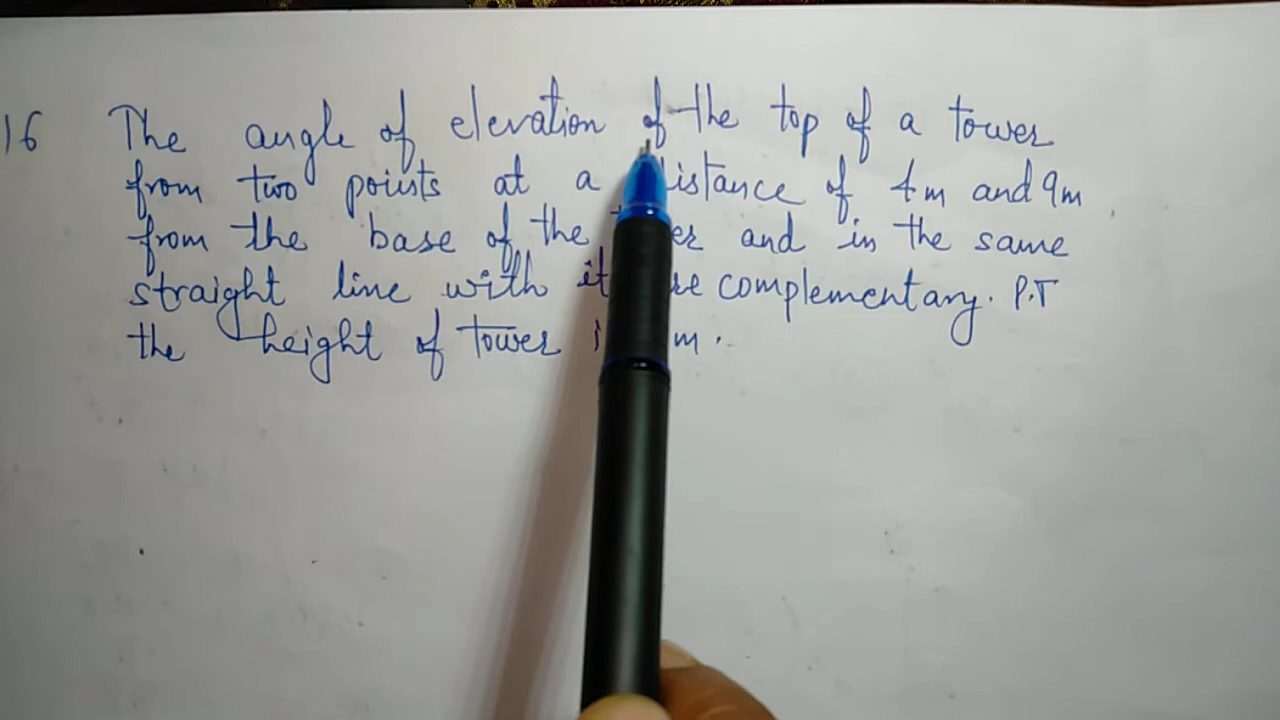 16 The angle of elevation of the top of a tower
from two points at a distance of 4m and 9m
from the base of the and in the same
straight line with complementary. P.T
the height of tower m.